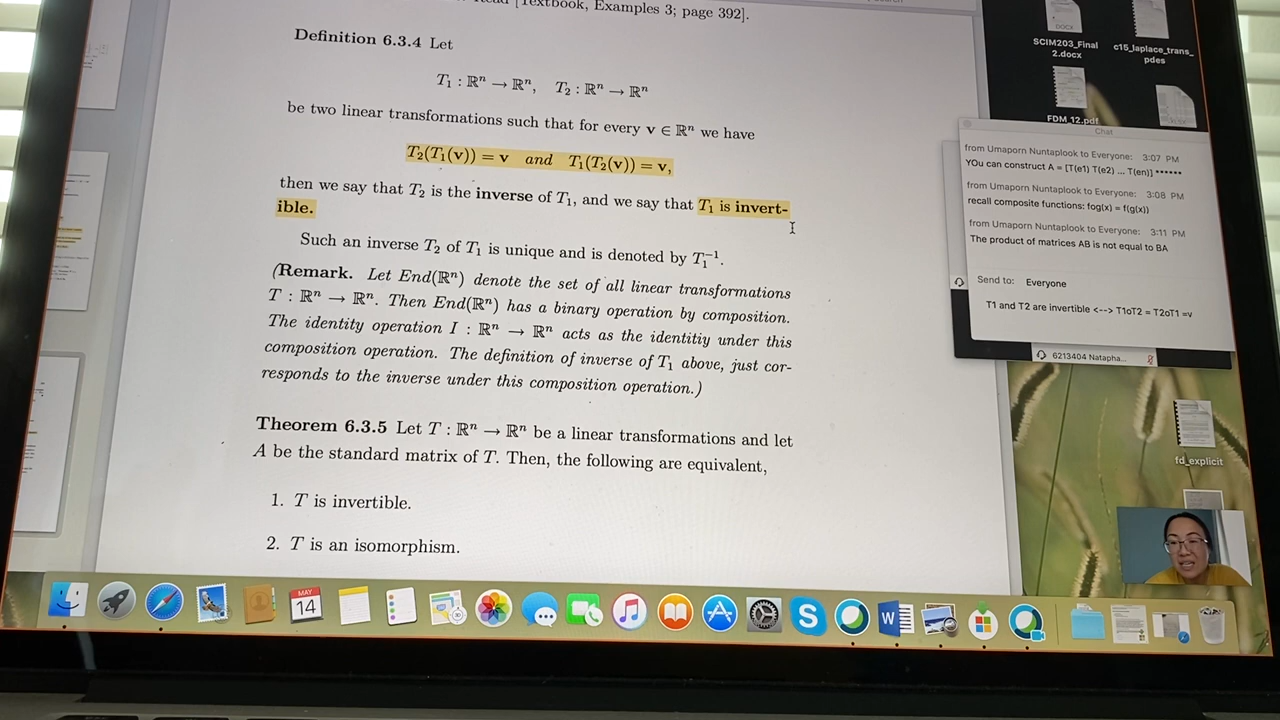 [Textbook, Examples 3; page 392].
Definition 6.3.4 Let
T₁ : ℝⁿ → ℝⁿ, T₂ : ℝⁿ → ℝⁿ
be two linear transformations such that for every v ∈ ℝⁿ we have
T₂(T₁(v)) = v and T₁(T₂(v)) = v,
then we say that T₂ is the inverse of T₁, and we say that T₁ is invert-
ible.
Such an inverse T₂ of T₁ is unique and is denoted by T₁⁻¹.
(Remark. Let End(ℝⁿ) denote the set of all linear transformations
T : ℝⁿ → ℝⁿ. Then End(ℝⁿ) has a binary operation by composition.
The identity operation I : ℝⁿ → ℝⁿ acts as the identitiy under this
composition operation. The definition of inverse of T₁ above, just cor-
responds to the inverse under this composition operation.)
Theorem 6.3.5 Let T : ℝⁿ → ℝⁿ be a linear transformations and let
A be the standard matrix of T. Then, the following are equivalent,
1. T is invertible.
2. T is an isomorphism.
DOCX
SCIM203_Final
2.docx
c15_laplace_trans_
pdes
FDM_12.pdf
Chat
from Umaporn Nuntaplook to Everyone: 3:07 PM
YOu can construct A = [T(e1) T(e2) ... T(en)] ••••••
from Umaporn Nuntaplook to Everyone: 3:08 PM
recall composite functions: fog(x) = f(g(x))
from Umaporn Nuntaplook to Everyone: 3:11 PM
The product of matrices AB is not equal to BA
Send to: Everyone
T1 and T2 are invertible <--> T1oT2 = T2oT1 =v
6213404 Natapha...
fd_explicit
MAY
14